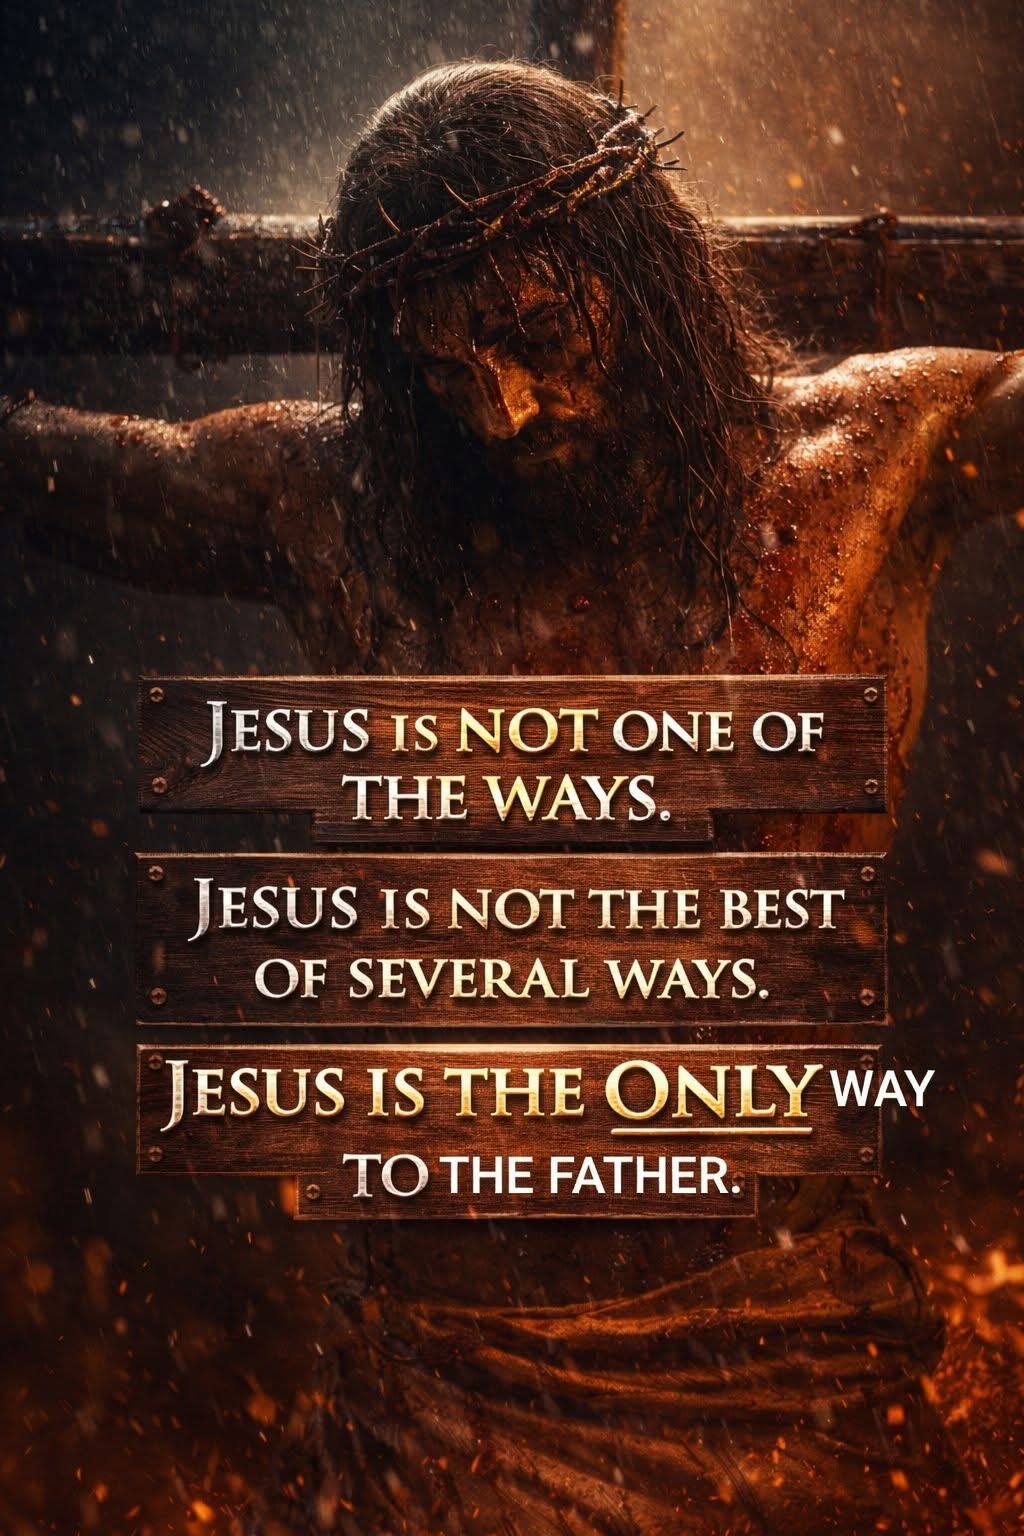 JESUS IS NOT ONE OF
THE WAYS.
JESUS IS NOT THE BEST
OF SEVERAL WAYS.
JESUS IS THE ONLY WAY
TO THE FATHER.